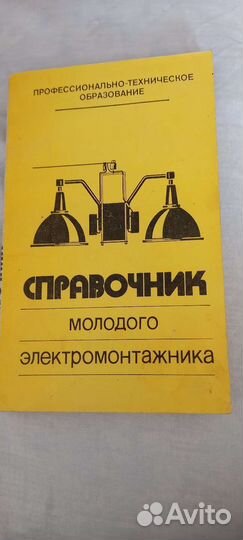 ПРОФЕССИОНАЛЬНО-ТЕХНИЧЕСКОЕ
ОБРАЗОВАНИЕ
СПРАВОЧНИК
МОЛОДОГО
электромонтажника
Avito